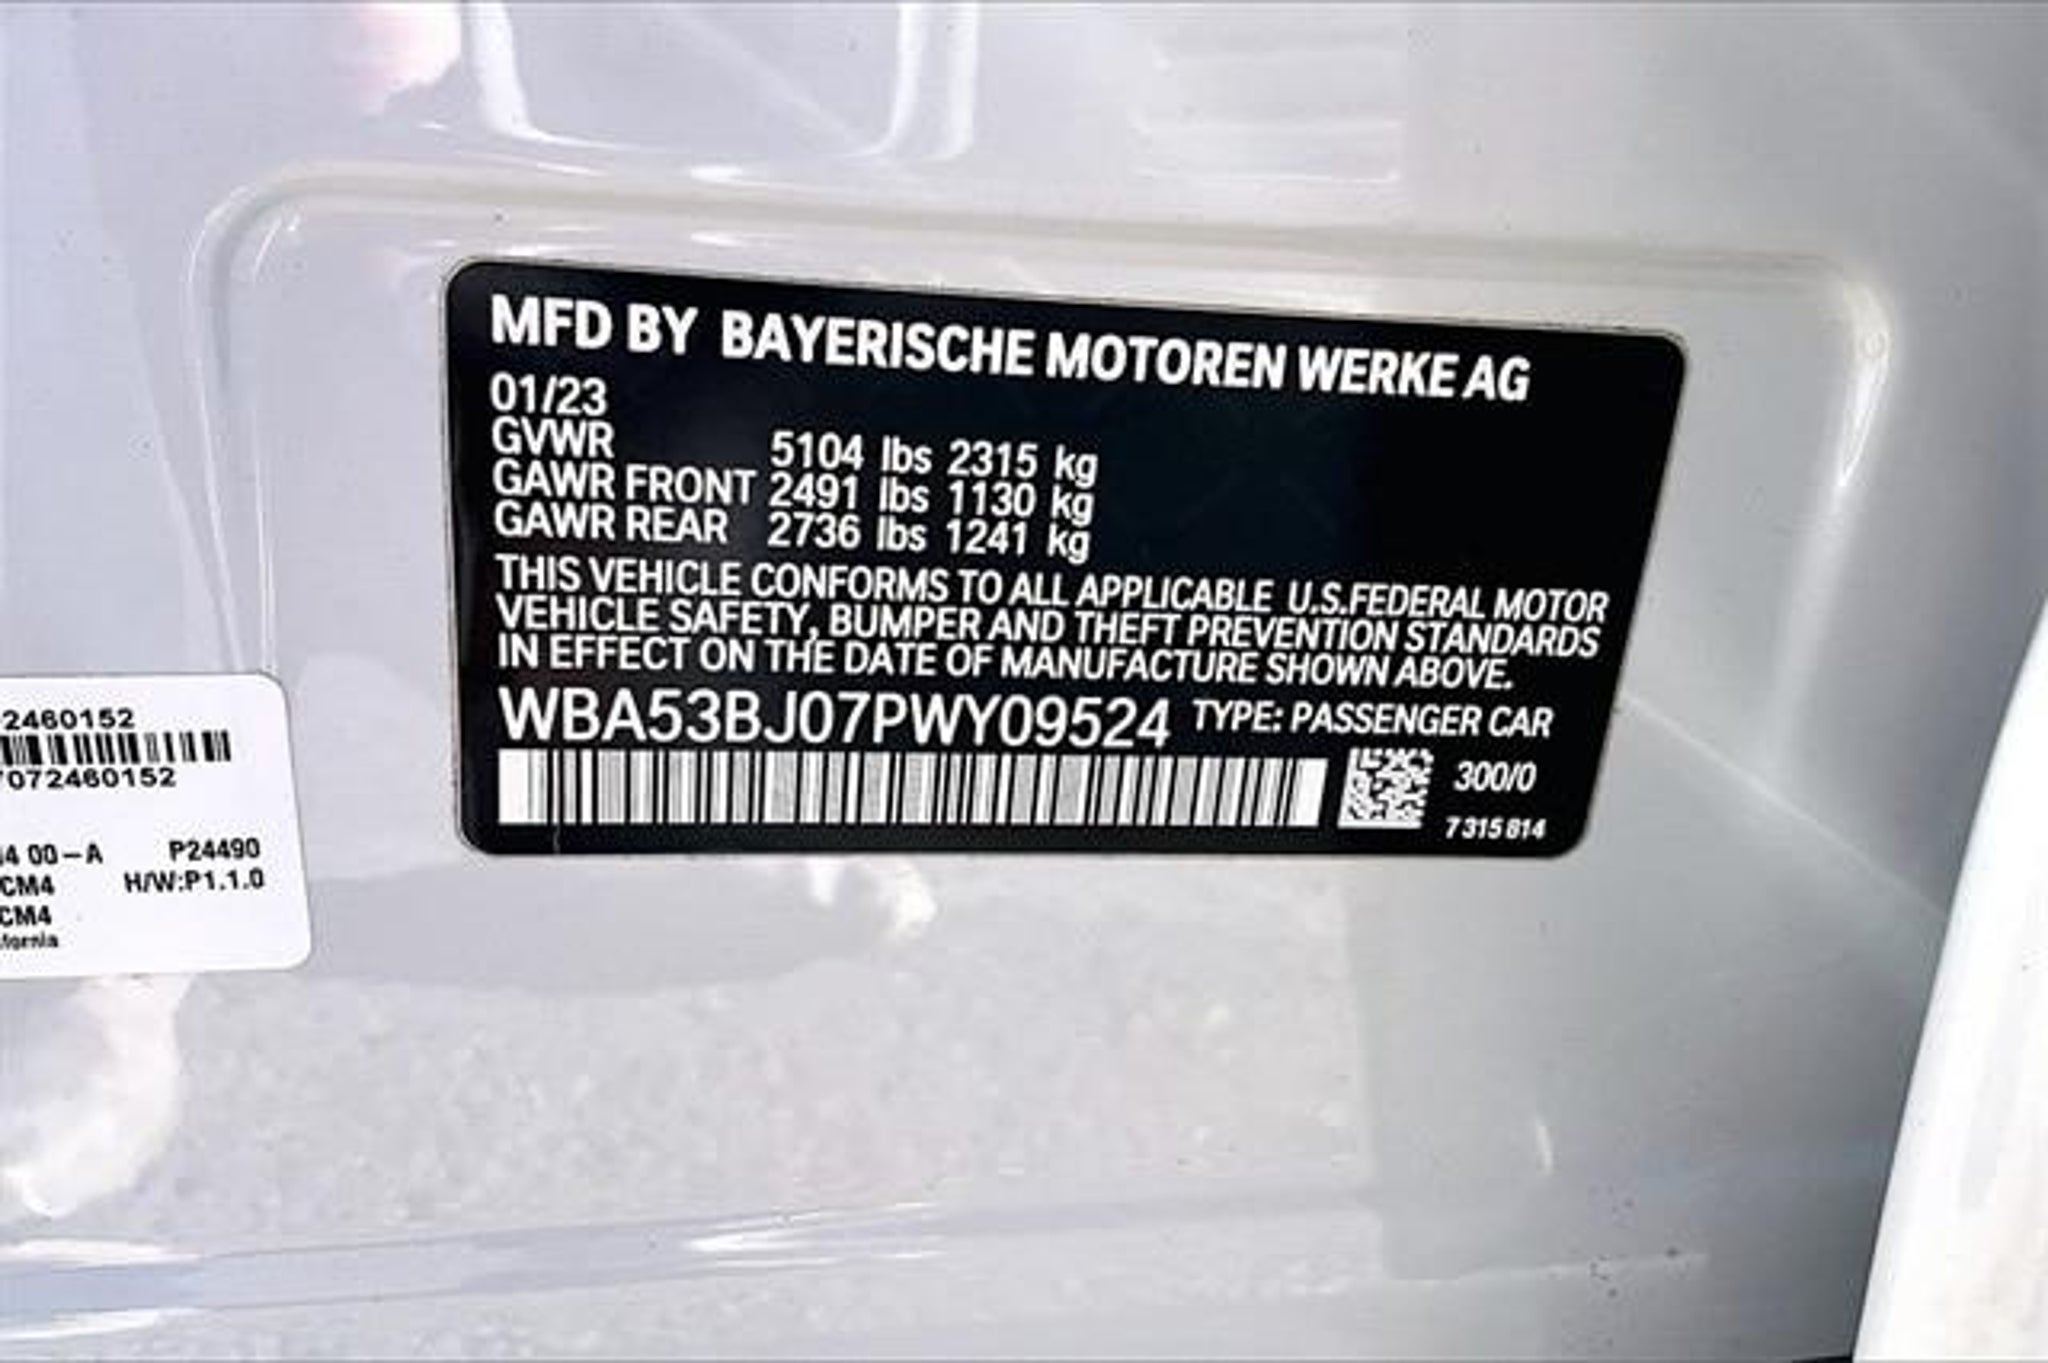 MFD BY BAYERISCHE MOTOREN WERKE AG
01/23
GVWR 5104 lbs 2315 kg
GAWR FRONT 2491 lbs 1130 kg
GAWR REAR 2736 lbs 1241 kg
THIS VEHICLE CONFORMS TO ALL APPLICABLE U.S.FEDERAL MOTOR
VEHICLE SAFETY, BUMPER AND THEFT PREVENTION STANDARDS
IN EFFECT ON THE DATE OF MANUFACTURE SHOWN ABOVE.
WBA53BJ07PWY09524 TYPE: PASSENGER CAR
300/0
7 315 814
2460152
072460152
4 00-A P24490
CM4 H/W:P1.1.0
CM4
fornia